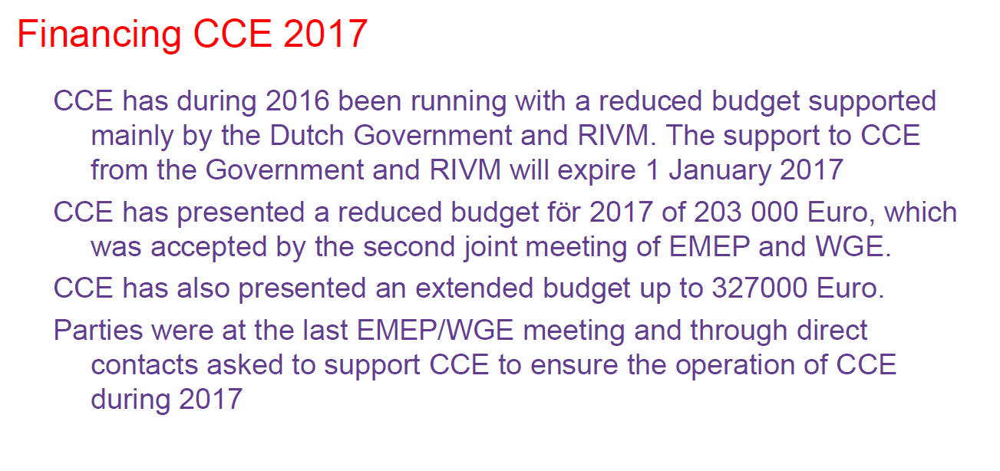 Financing CCE 2017
CCE has during 2016 been running with a reduced budget supported
mainly by the Dutch Government and RIVM. The support to CCE
from the Government and RIVM will expire 1 January 2017
CCE has presented a reduced budget för 2017 of 203 000 Euro, which
was accepted by the second joint meeting of EMEP and WGE.
CCE has also presented an extended budget up to 327000 Euro.
Parties were at the last EMEP/WGE meeting and through direct
contacts asked to support CCE to ensure the operation of CCE
during 2017